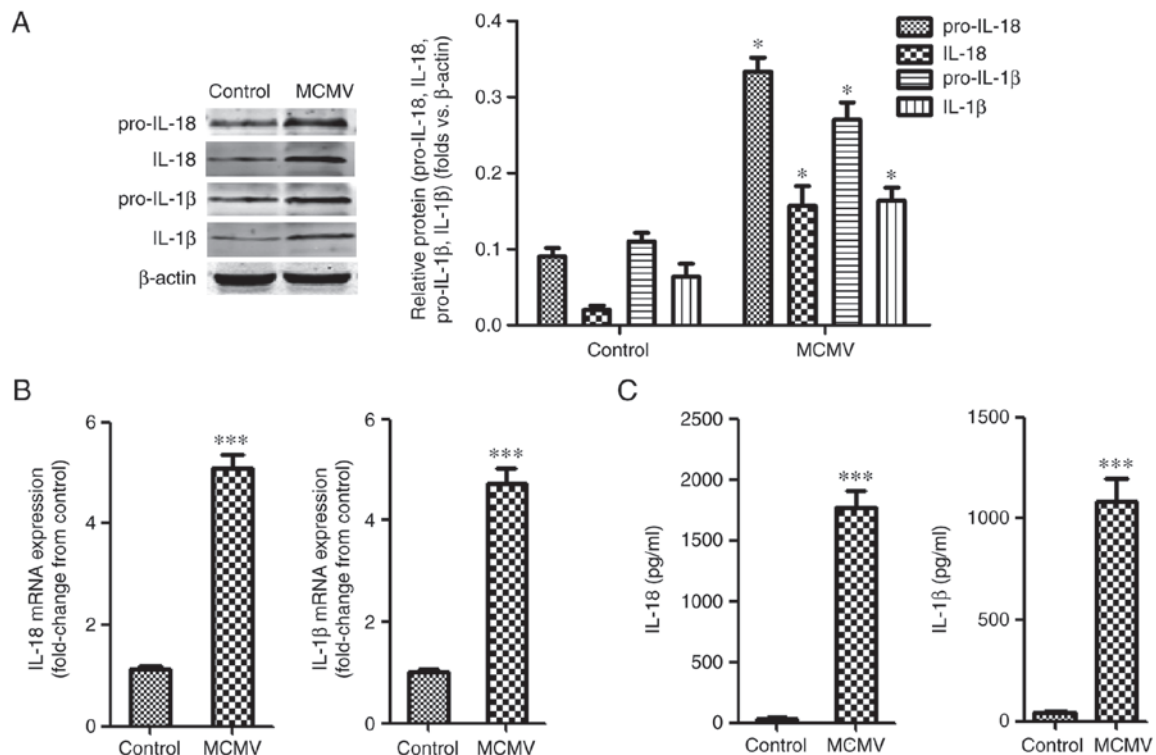 A
Control MCMV
pro-IL-18
IL-18
pro-IL-1β
IL-1β
β-actin
Relative protein (pro-IL-18, IL-18,
pro-IL-1β, IL-1β) (folds vs. β-actin)
0.4
0.3
0.2
0.1
0.0
* * * *
Control MCMV
pro-IL-18
IL-18
pro-IL-1β
IL-1β
B
IL-18 mRNA expression
(fold-change from control)
6
4
2
0
***
Control MCMV
IL-1β mRNA expression
(fold-change from control)
6
4
2
0
***
Control MCMV
C
IL-18 (pg/ml)
2500
2000
1500
1000
500
0
***
Control MCMV
IL-1β (pg/ml)
1500
1000
500
0
***
Control MCMV